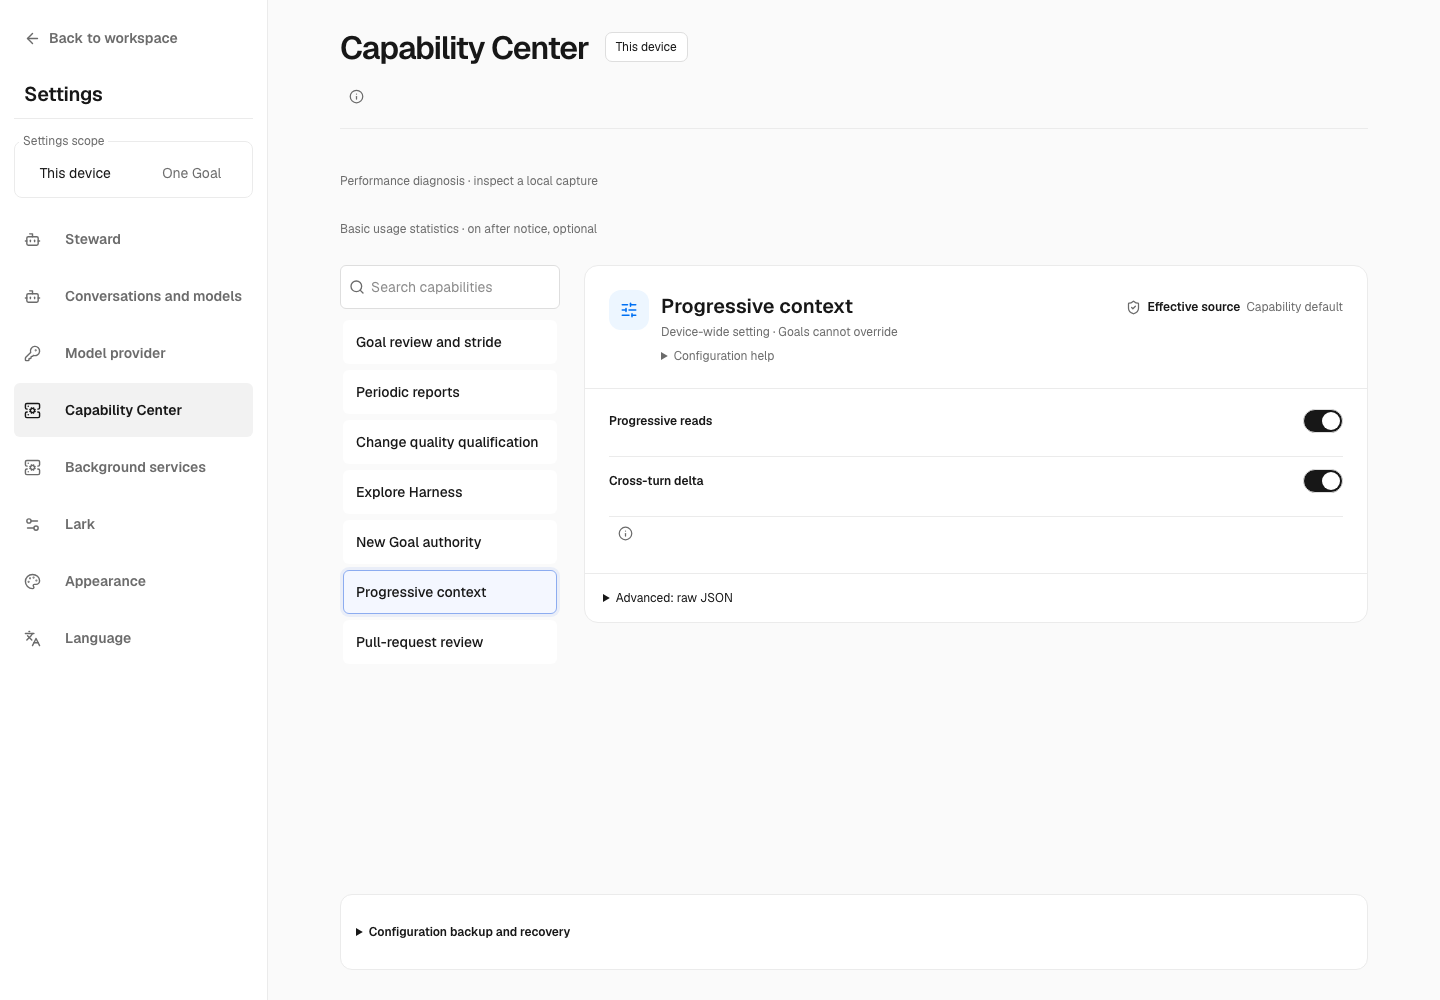 Back to workspace
Settings
Settings scope
This device
One Goal
Steward
Conversations and models
Model provider
Capability Center
Background services
Lark
Appearance
Language
Capability Center
This device
Performance diagnosis · inspect a local capture
Basic usage statistics · on after notice, optional
Search capabilities
Goal review and stride
Periodic reports
Change quality qualification
Explore Harness
New Goal authority
Progressive context
Pull-request review
Progressive context
Device-wide setting · Goals cannot override
Configuration help
Effective source Capability default
Progressive reads
Cross-turn delta
Advanced: raw JSON
Configuration backup and recovery